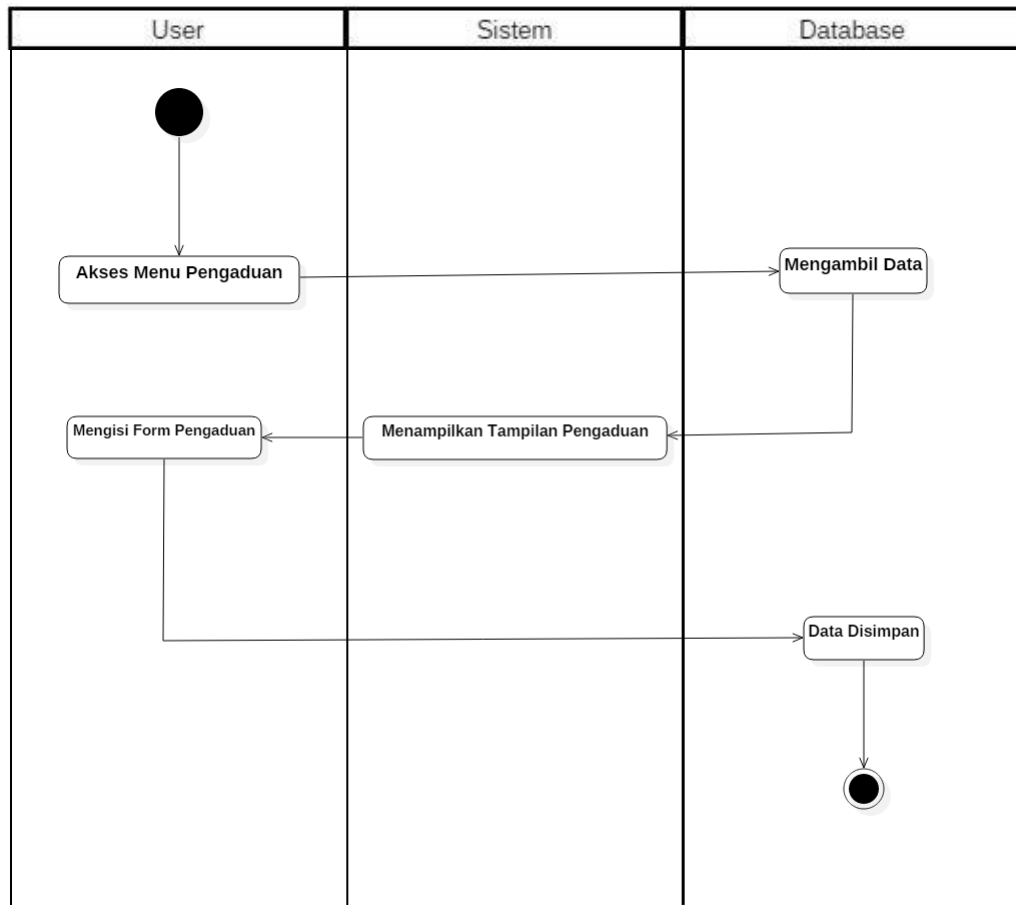 User
Sistem
Database
Akses Menu Pengaduan
Mengambil Data
Mengisi Form Pengaduan
Menampilkan Tampilan Pengaduan
Data Disimpan